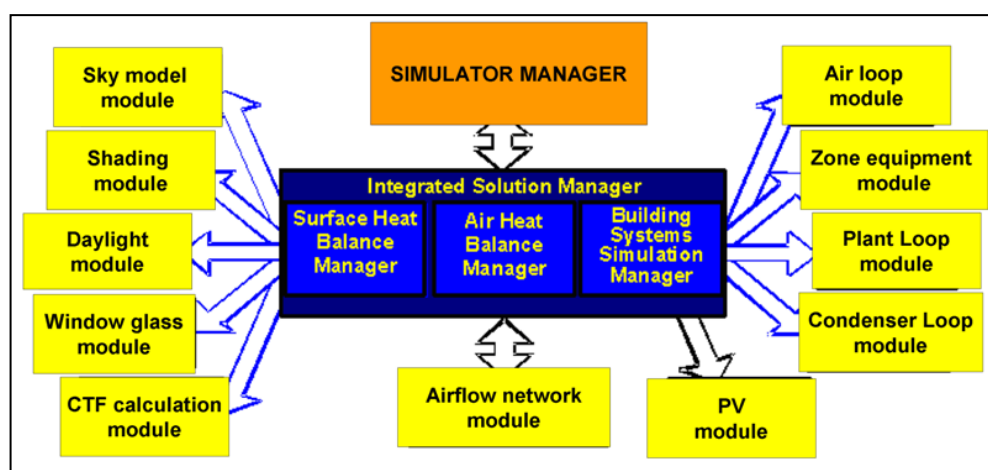 SIMULATOR MANAGER
Sky model
module
Shading
module
Daylight
module
Window glass
module
CTF calculation
module
Integrated Solution Manager
Surface Heat
Balance
Manager
Air Heat
Balance
Manager
Building
Systems
Simulation
Manager
Air loop
module
Zone equipment
module
Plant Loop
module
Condenser Loop
module
Airflow network
module
PV
module